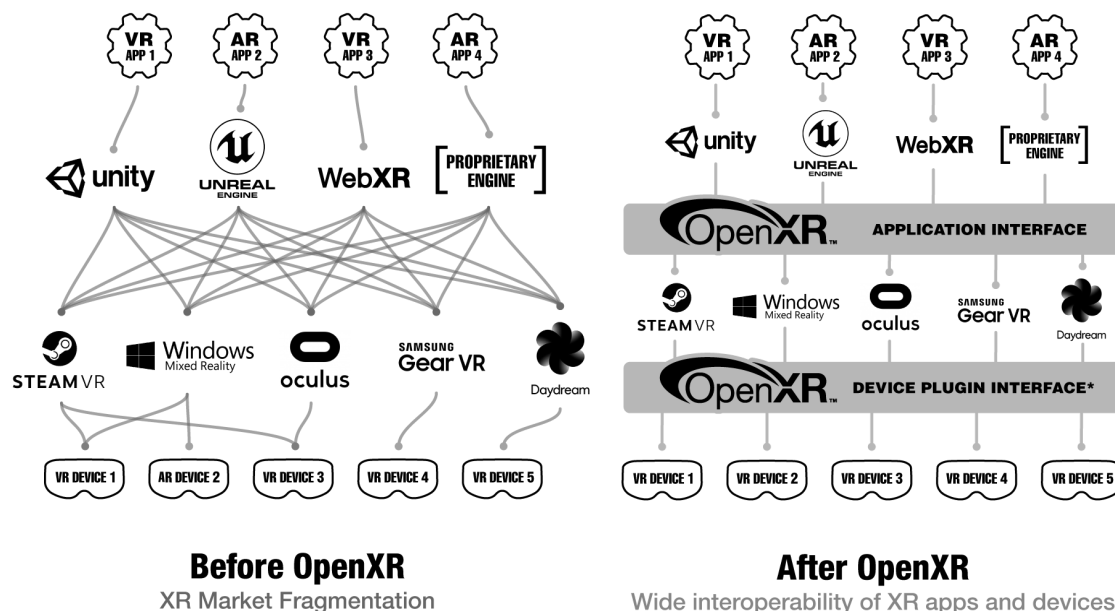 VR
APP 1
AR
APP 2
VR
APP 3
AR
APP 4
unity
UNREAL
ENGINE
WebXR
PROPRIETARY
ENGINE
STEAMVR
Windows
Mixed Reality
oculus
SAMSUNG
Gear VR
Daydream
VR DEVICE 1
AR DEVICE 2
VR DEVICE 3
VR DEVICE 4
VR DEVICE 5
Before OpenXR
XR Market Fragmentation
VR
APP 1
AR
APP 2
VR
APP 3
AR
APP 4
unity
UNREAL
ENGINE
WebXR
PROPRIETARY
ENGINE
OpenXR™ APPLICATION INTERFACE
STEAMVR
Windows
Mixed Reality
oculus
SAMSUNG
Gear VR
Daydream
OpenXR™ DEVICE PLUGIN INTERFACE*
VR DEVICE 1
VR DEVICE 2
VR DEVICE 3
VR DEVICE 4
VR DEVICE 5
After OpenXR
Wide interoperability of XR apps and devices